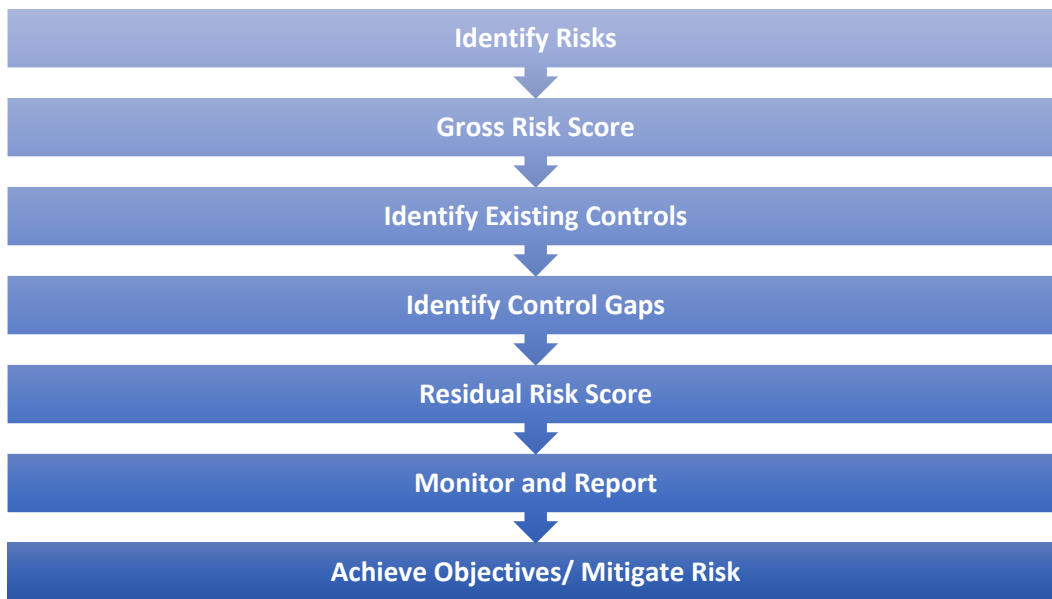 Identify Risks
Gross Risk Score
Identify Existing Controls
Identify Control Gaps
Residual Risk Score
Monitor and Report
Achieve Objectives/ Mitigate Risk